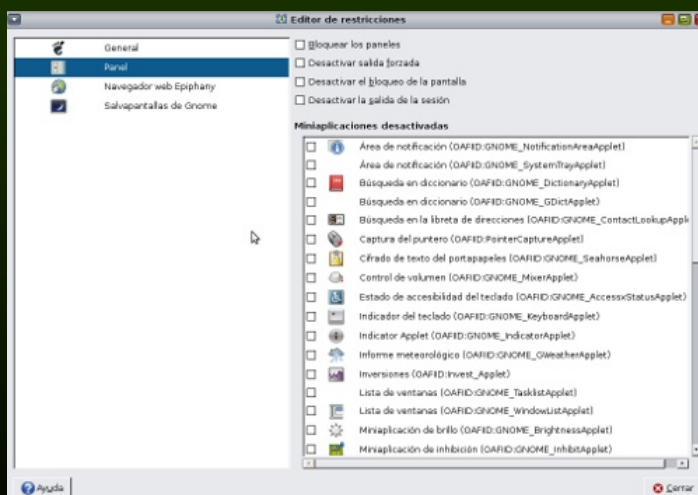 Editor de restricciones
General
Panel
Navegador web Epiphany
Salvapantallas de Gnome
Bloquear los paneles
Desactivar salida forzada
Desactivar el bloqueo de la pantalla
Desactivar la salida de la sesión
Miniaplicaciones desactivadas
Área de notificación (OAFIID:GNOME_NotificationAreaApplet)
Área de notificación (OAFIID:GNOME_SystemTrayApplet)
Búsqueda en diccionario (OAFIID:GNOME_DictionaryApplet)
Búsqueda en diccionario (OAFIID:GNOME_GDictApplet)
Búsqueda en la libreta de direcciones (OAFIID:GNOME_ContactLookupAppl
Captura del puntero (OAFIID:PointerCaptureApplet)
Cifrado de texto del portapapeles (OAFIID:GNOME_SeahorseApplet)
Control de volumen (OAFIID:GNOME_MixerApplet)
Estado de accesibilidad del teclado (OAFIID:GNOME_AccessxStatusApplet)
Indicador del teclado (OAFIID:GNOME_KeyboardApplet)
Indicator Applet (OAFIID:GNOME_IndicatorApplet)
Informe meteorológico (OAFIID:GNOME_GWeatherApplet)
Inversiones (OAFIID:Invest_Applet)
Lista de ventanas (OAFIID:GNOME_TasklistApplet)
Lista de ventanas (OAFIID:GNOME_WindowListApplet)
Miniaplicación de brillo (OAFIID:GNOME_BrightnessApplet)
Miniaplicación de inhibición (OAFIID:GNOME_InhibitApplet)
Ayuda
Cerrar